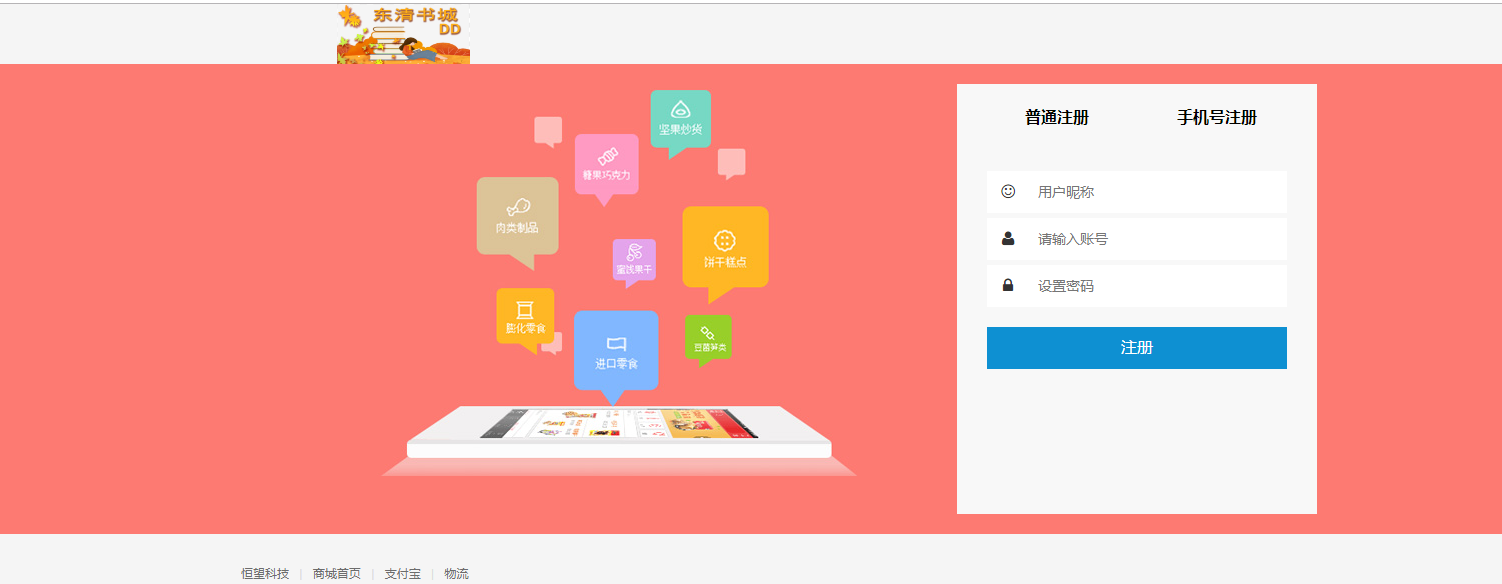 东清书城
DD
坚果炒货
糖果巧克力
肉类制品
蜜饯果干
饼干糕点
膨化零食
进口零食
豆菌笋类
普通注册 手机号注册
用户昵称
请输入账号
设置密码
注册
恒望科技 | 商城首页 | 支付宝 | 物流